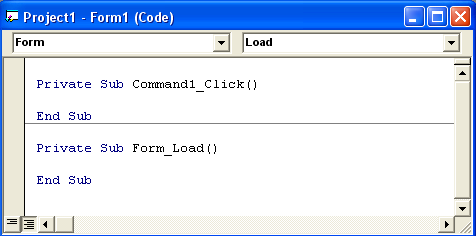 Project1 - Form1 (Code)
Form Load
Private Sub Command1_Click()
End Sub
Private Sub Form_Load()
End Sub